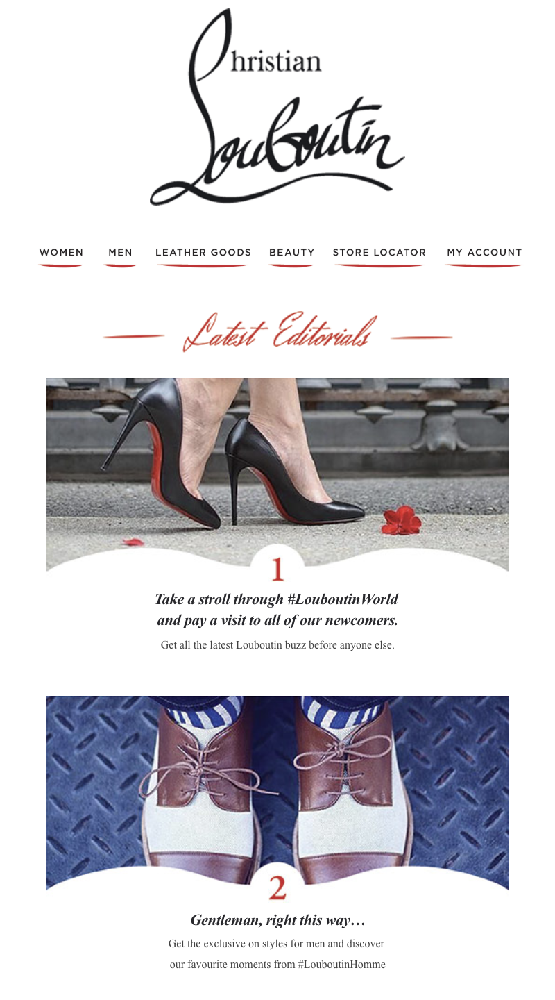 Christian
Louboutin
WOMEN MEN LEATHER GOODS BEAUTY STORE LOCATOR MY ACCOUNT
Latest Editorials
1
Take a stroll through #LouboutinWorld
and pay a visit to all of our newcomers.
Get all the latest Louboutin buzz before anyone else.
2
Gentleman, right this way…
Get the exclusive on styles for men and discover
our favourite moments from #LouboutinHomme